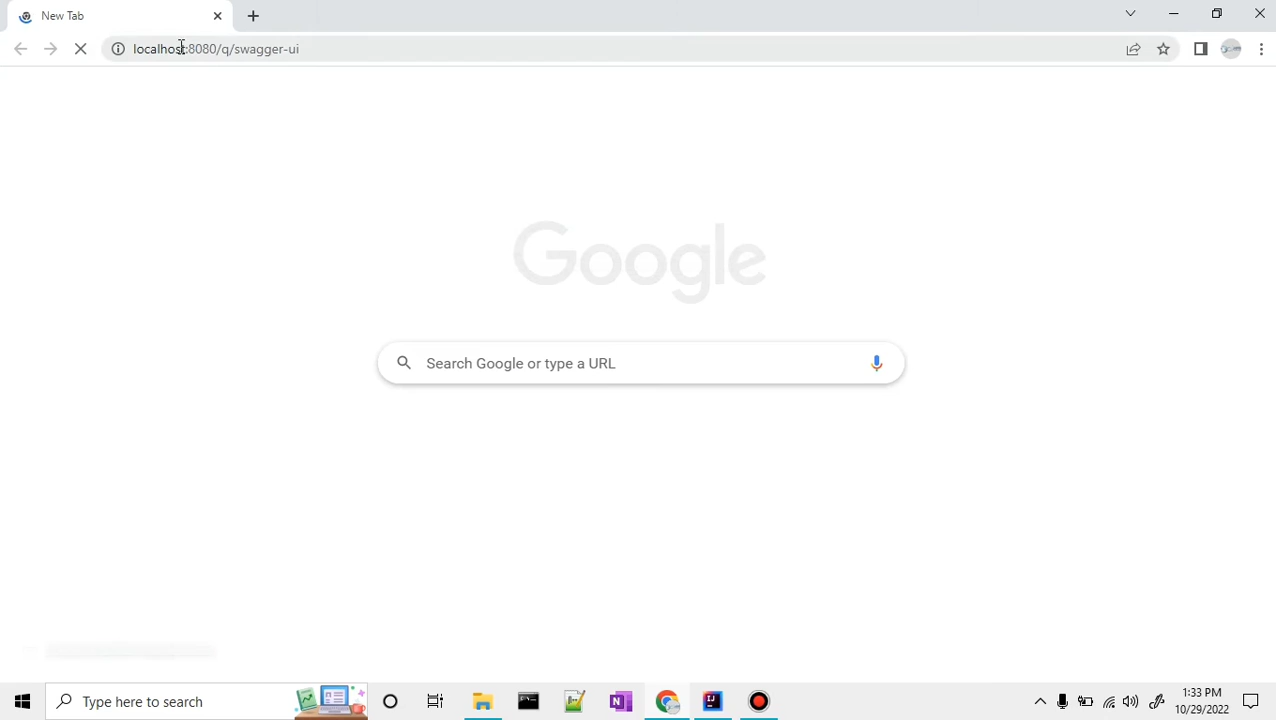 New Tab
localhost:8080/q/swagger-ui
Google
Search Google or type a URL
Type here to search
1:33 PM
10/29/2022